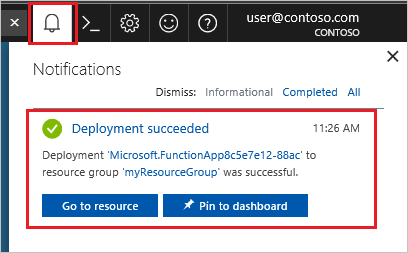 user@contoso.com
CONTOSO
Notifications
Dismiss: Informational Completed All
Deployment succeeded 11:26 AM
Deployment 'Microsoft.FunctionApp8c5e7e12-88ac' to
resource group 'myResourceGroup' was successful.
Go to resource Pin to dashboard